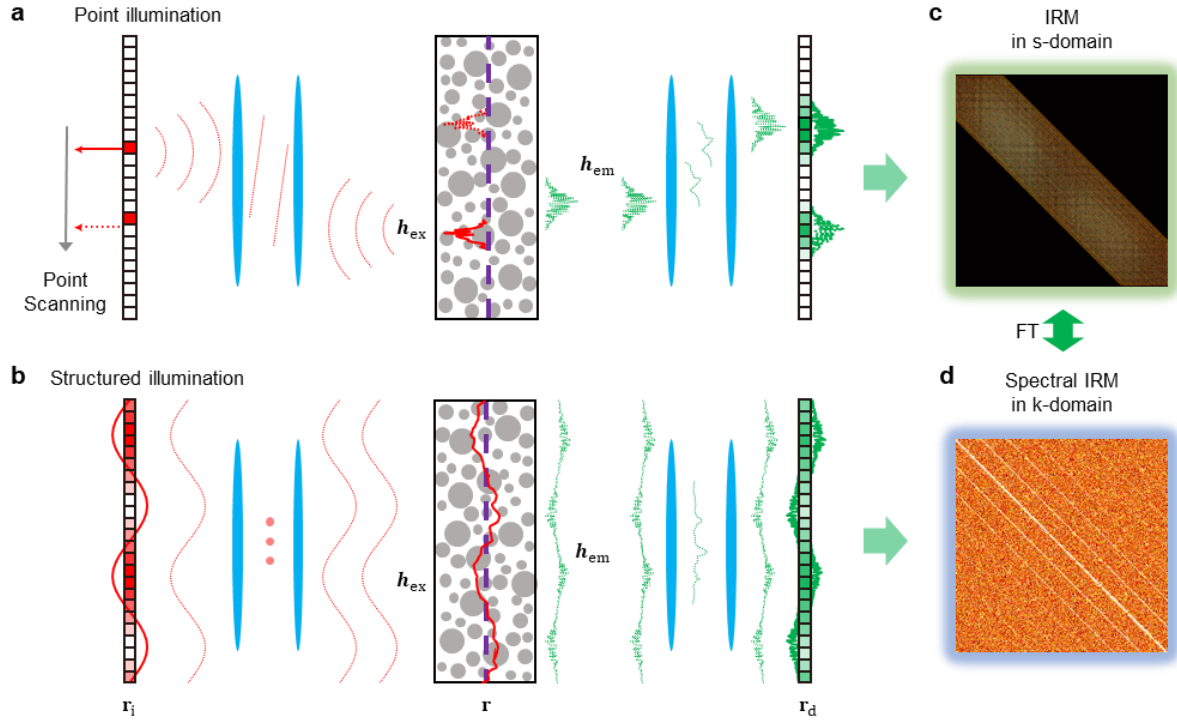 a
Point illumination
h_ex
h_em
Point
Scanning
c
IRM
in s-domain
FT
b
Structured illumination
h_ex
h_em
d
Spectral IRM
in k-domain
r_i
r
r_d